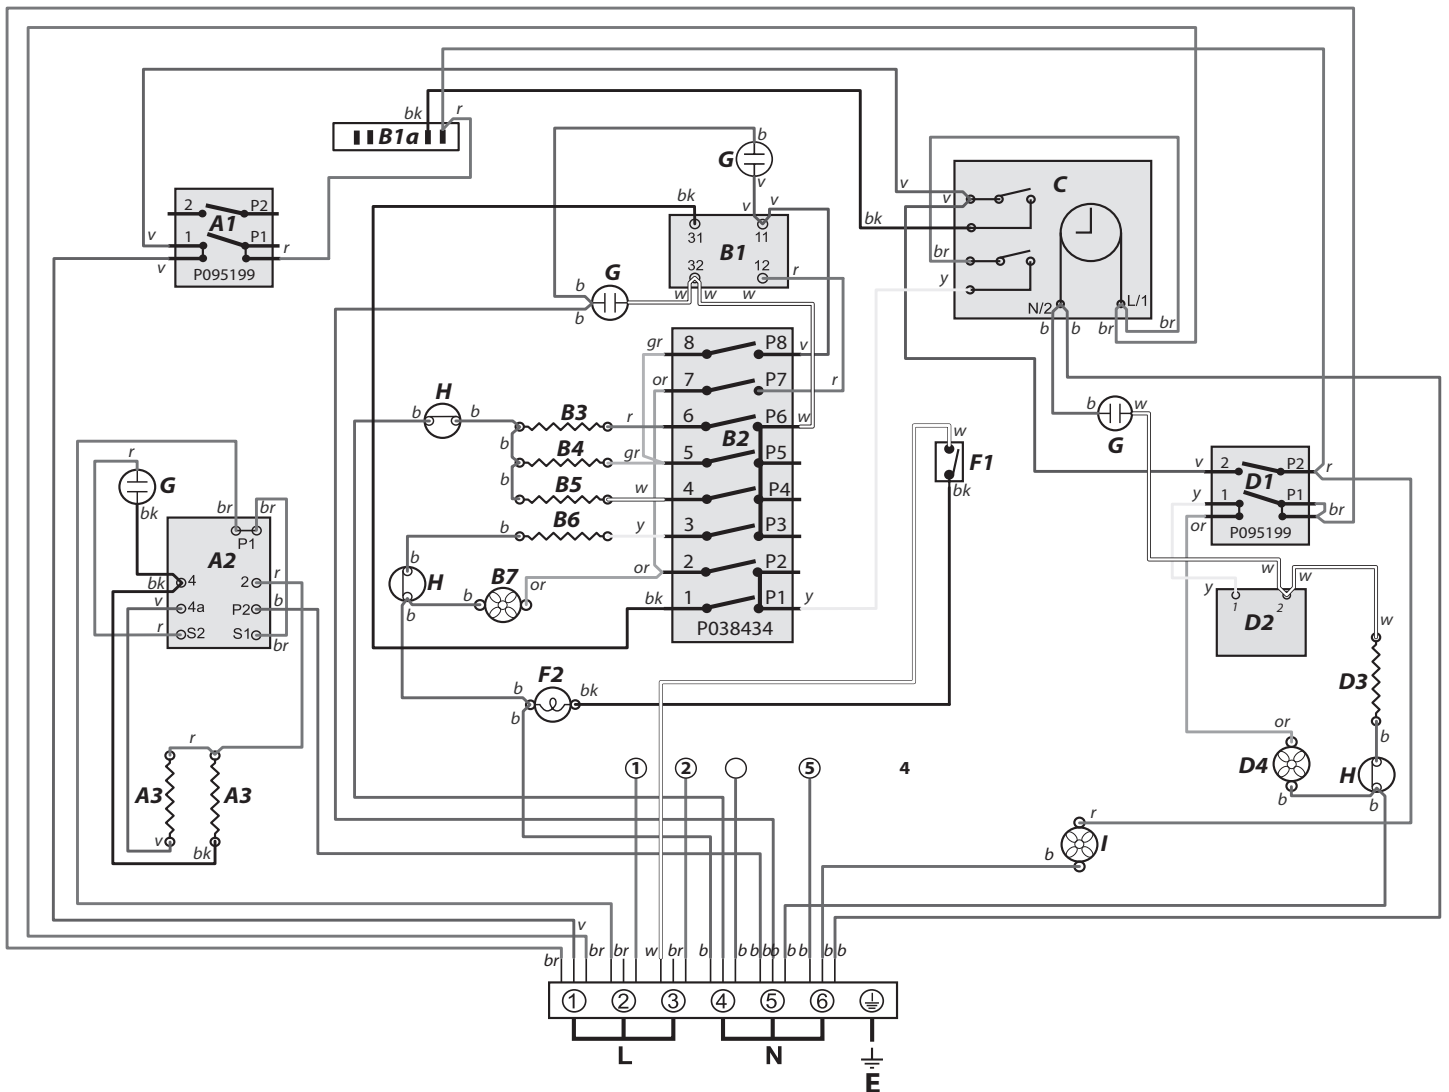 bk
r
B1a
b
G
v
2
P2
A1
1
P1
v
r
v
P095199
v
v
bk
31
11
B1
32
12
r
w
w
w
b
G
b
v
v
C
bk
br
y
N/2
L/1
b
b
br
br
gr
8
P8
v
or
7
P7
r
H
b
b
B3
r
6
P6
w
B2
b
B4
gr
5
P5
b
B5
w
4
P4
B6
b
y
3
P3
b
H
B7
b
or
or
2
P2
b
bk
1
P1
y
P038434
w
F1
bk
b
w
G
v
2
P2
r
D1
y
1
P1
br
or
P095199
w
w
y
1
2
D2
w
D3
or
b
D4
H
b
b
r
G
bk
br
br
P1
A2
bk
4
2
r
v
4a
P2
b
r
S2
S1
br
F2
b
bk
b
r
A3
A3
v
bk
1
2
5
4
r
b
I
v
br
br
br
w
br
b
b
b
b
b
b
b
b
1
2
3
4
5
6
L
N
E